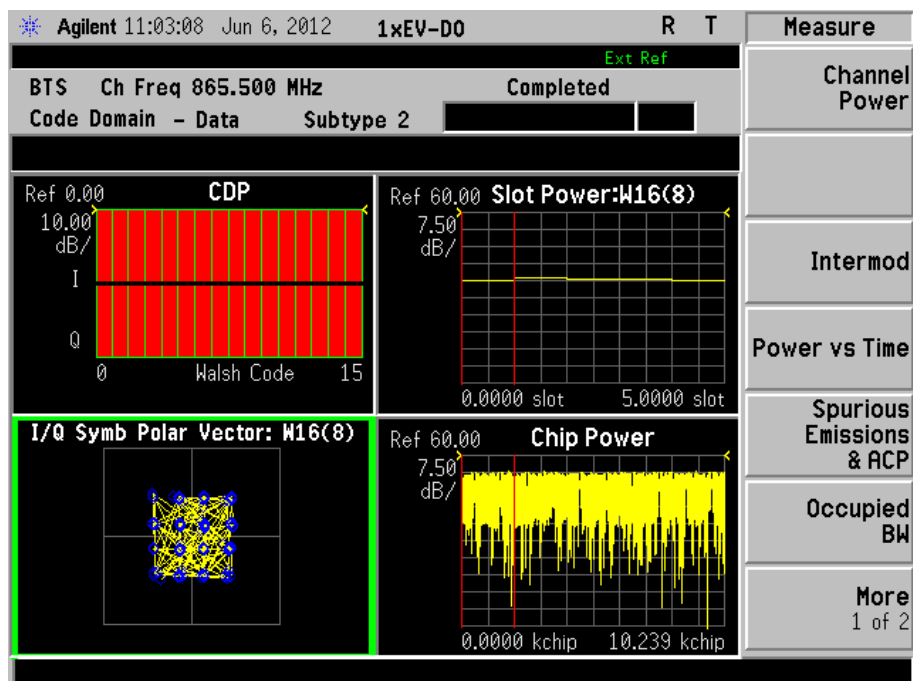 Agilent 11:03:08 Jun 6, 2012 1xEV-DO R T
Ext Ref
BTS Ch Freq 865.500 MHz Completed
Code Domain - Data Subtype 2
Ref 0.00 CDP
10.00
dB/
I
Q
0 Walsh Code 15
Ref 60.00 Slot Power:W16(8)
7.50
dB/
0.0000 slot 5.0000 slot
I/Q Symb Polar Vector: W16(8)
Ref 60.00 Chip Power
7.50
dB/
0.0000 kchip 10.239 kchip
Measure
Channel
Power
Intermod
Power vs Time
Spurious
Emissions
& ACP
Occupied
BW
More
1 of 2